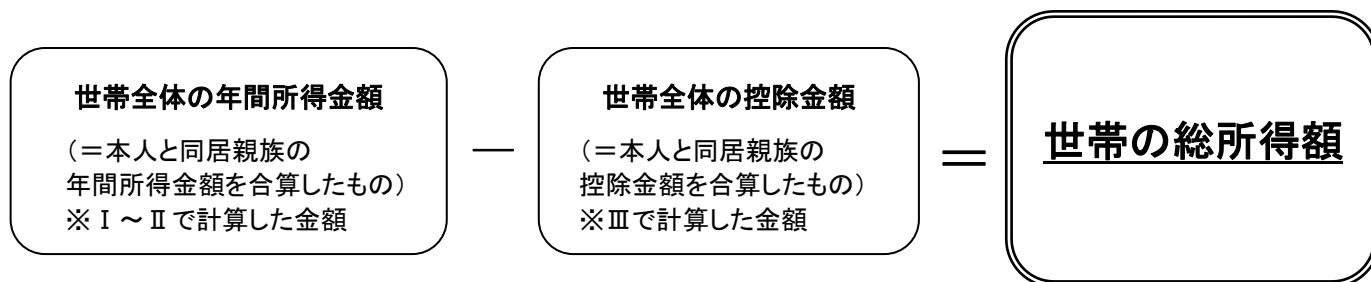 世帯全体の年間所得金額
(=本人と同居親族の
年間所得金額を合算したもの)
※Ⅰ～Ⅱで計算した金額
―
世帯全体の控除金額
(=本人と同居親族の
控除金額を合算したもの)
※Ⅲで計算した金額
=
世帯の総所得額